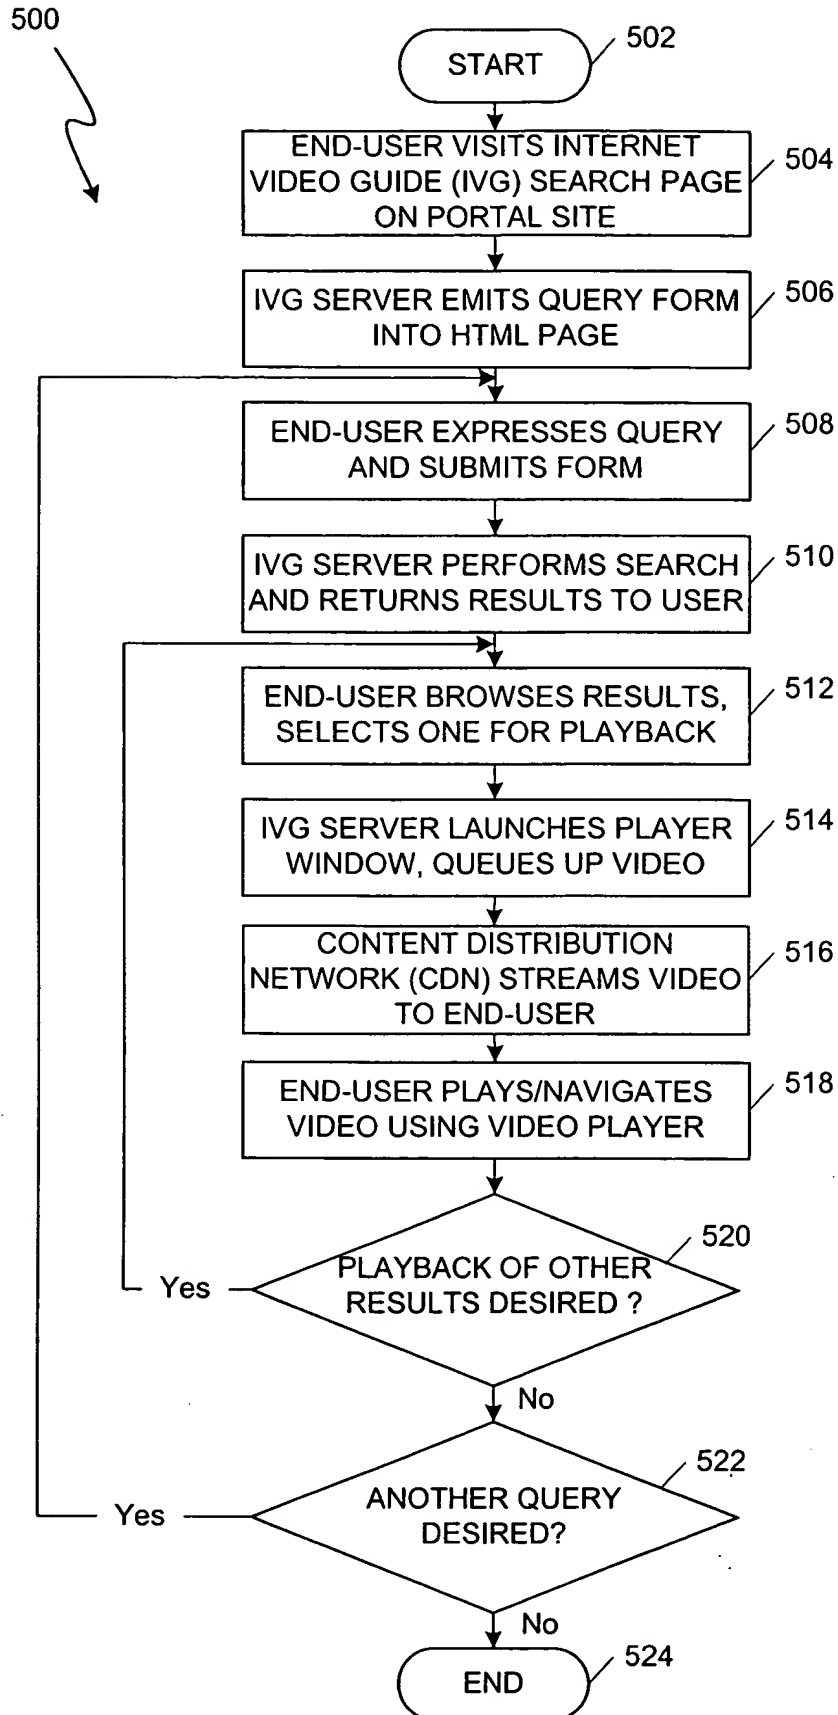 500
START
502
END-USER VISITS INTERNET
VIDEO GUIDE (IVG) SEARCH PAGE
ON PORTAL SITE
504
IVG SERVER EMITS QUERY FORM
INTO HTML PAGE
506
END-USER EXPRESSES QUERY
AND SUBMITS FORM
508
IVG SERVER PERFORMS SEARCH
AND RETURNS RESULTS TO USER
510
END-USER BROWSES RESULTS,
SELECTS ONE FOR PLAYBACK
512
IVG SERVER LAUNCHES PLAYER
WINDOW, QUEUES UP VIDEO
514
CONTENT DISTRIBUTION
NETWORK (CDN) STREAMS VIDEO
TO END-USER
516
END-USER PLAYS/NAVIGATES
VIDEO USING VIDEO PLAYER
518
PLAYBACK OF OTHER
RESULTS DESIRED ?
520
Yes
No
ANOTHER QUERY
DESIRED?
522
Yes
No
END
524